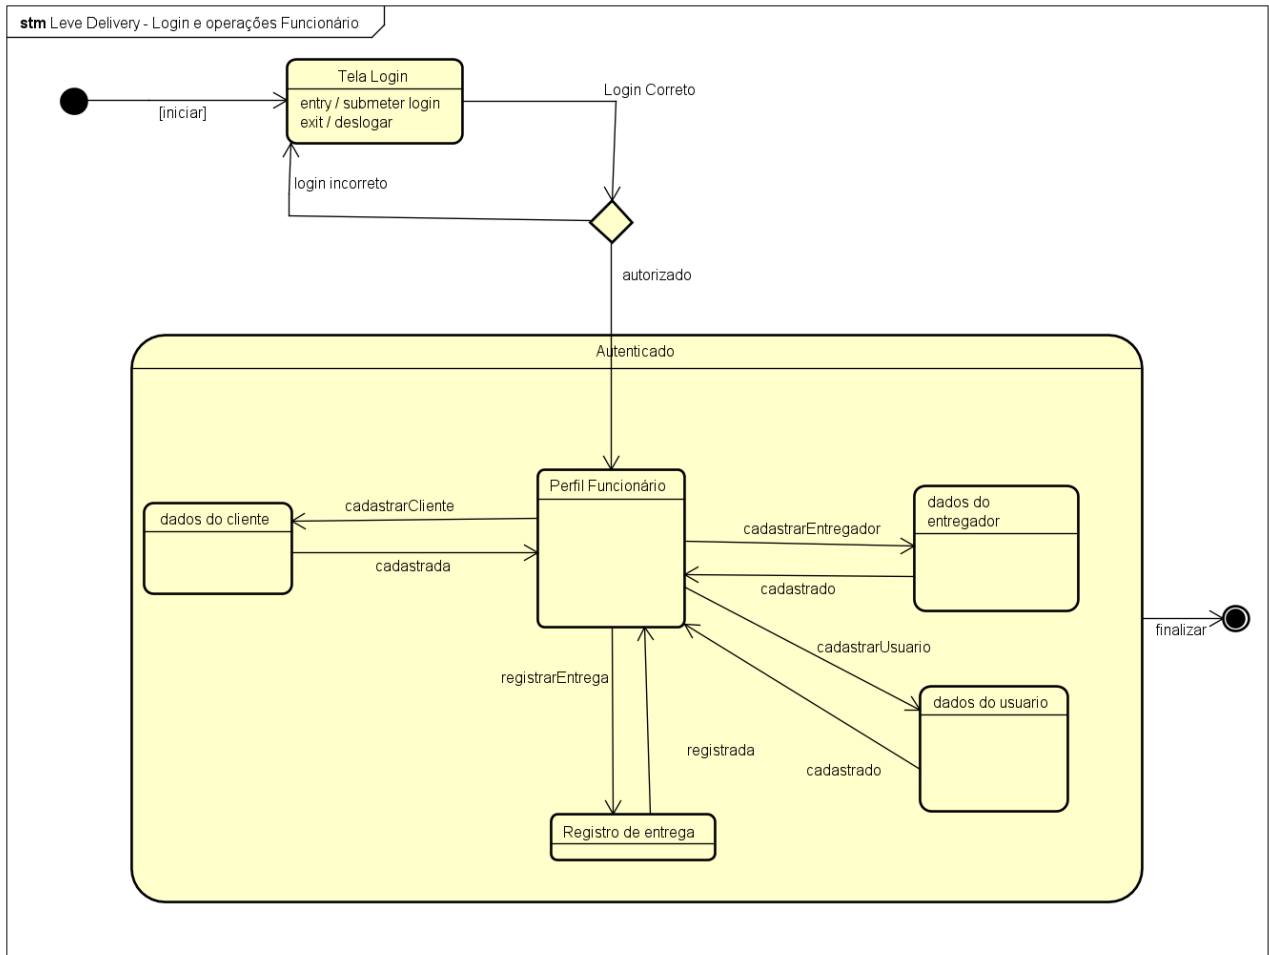 stm Leve Delivery - Login e operações Funcionário
Tela Login
entry / submeter login
exit / deslogar
[iniciar]
Login Correto
login incorreto
autorizado
Autenticado
Perfil Funcionário
dados do cliente
cadastrarCliente
cadastrada
dados do
entregador
cadastrarEntregador
cadastrado
cadastrarUsuario
dados do usuario
cadastrado
registrarEntrega
registrada
Registro de entrega
finalizar